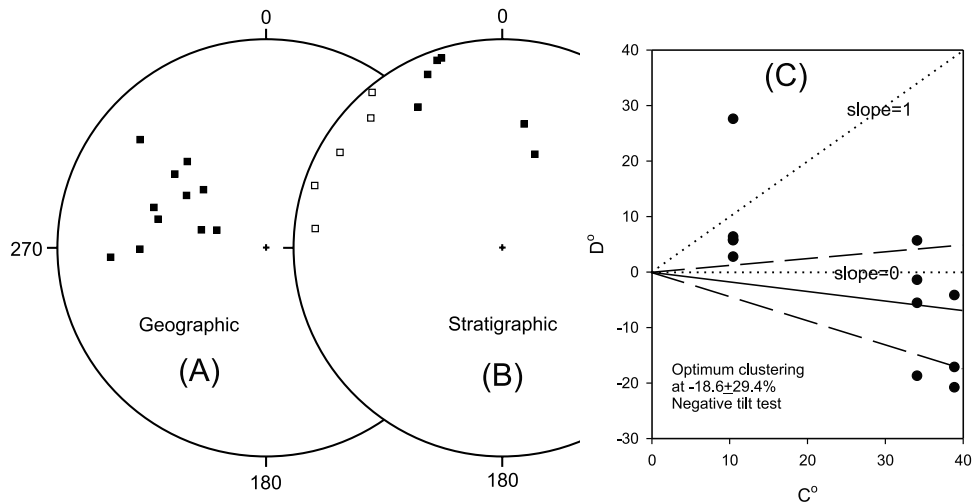 0
270
Geographic
(A)
180
0
Stratigraphic
(B)
180
(C)
slope=1
slope=0
Optimum clustering
at -18.6±29.4%
Negative tilt test
40
30
20
10
0
-10
-20
-30
D°
0
10
20
30
40
C°